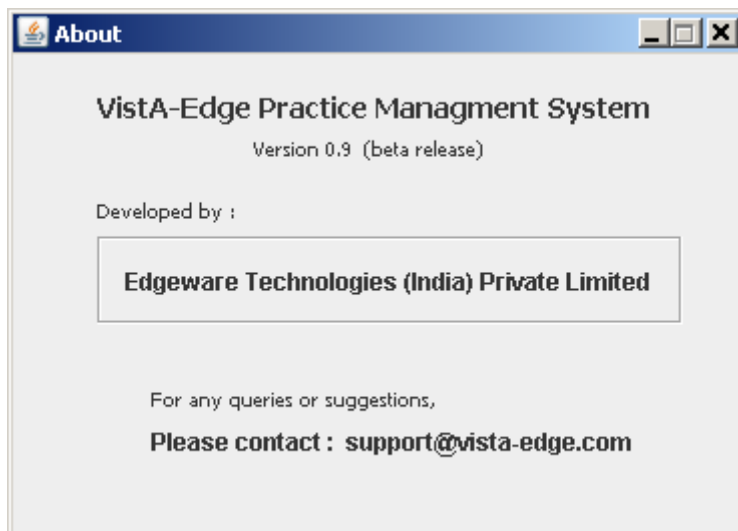 About
VistA-Edge Practice Managment System
Version 0.9 (beta release)
Developed by :
Edgeware Technologies (India) Private Limited
For any queries or suggestions,
Please contact : support@vista-edge.com